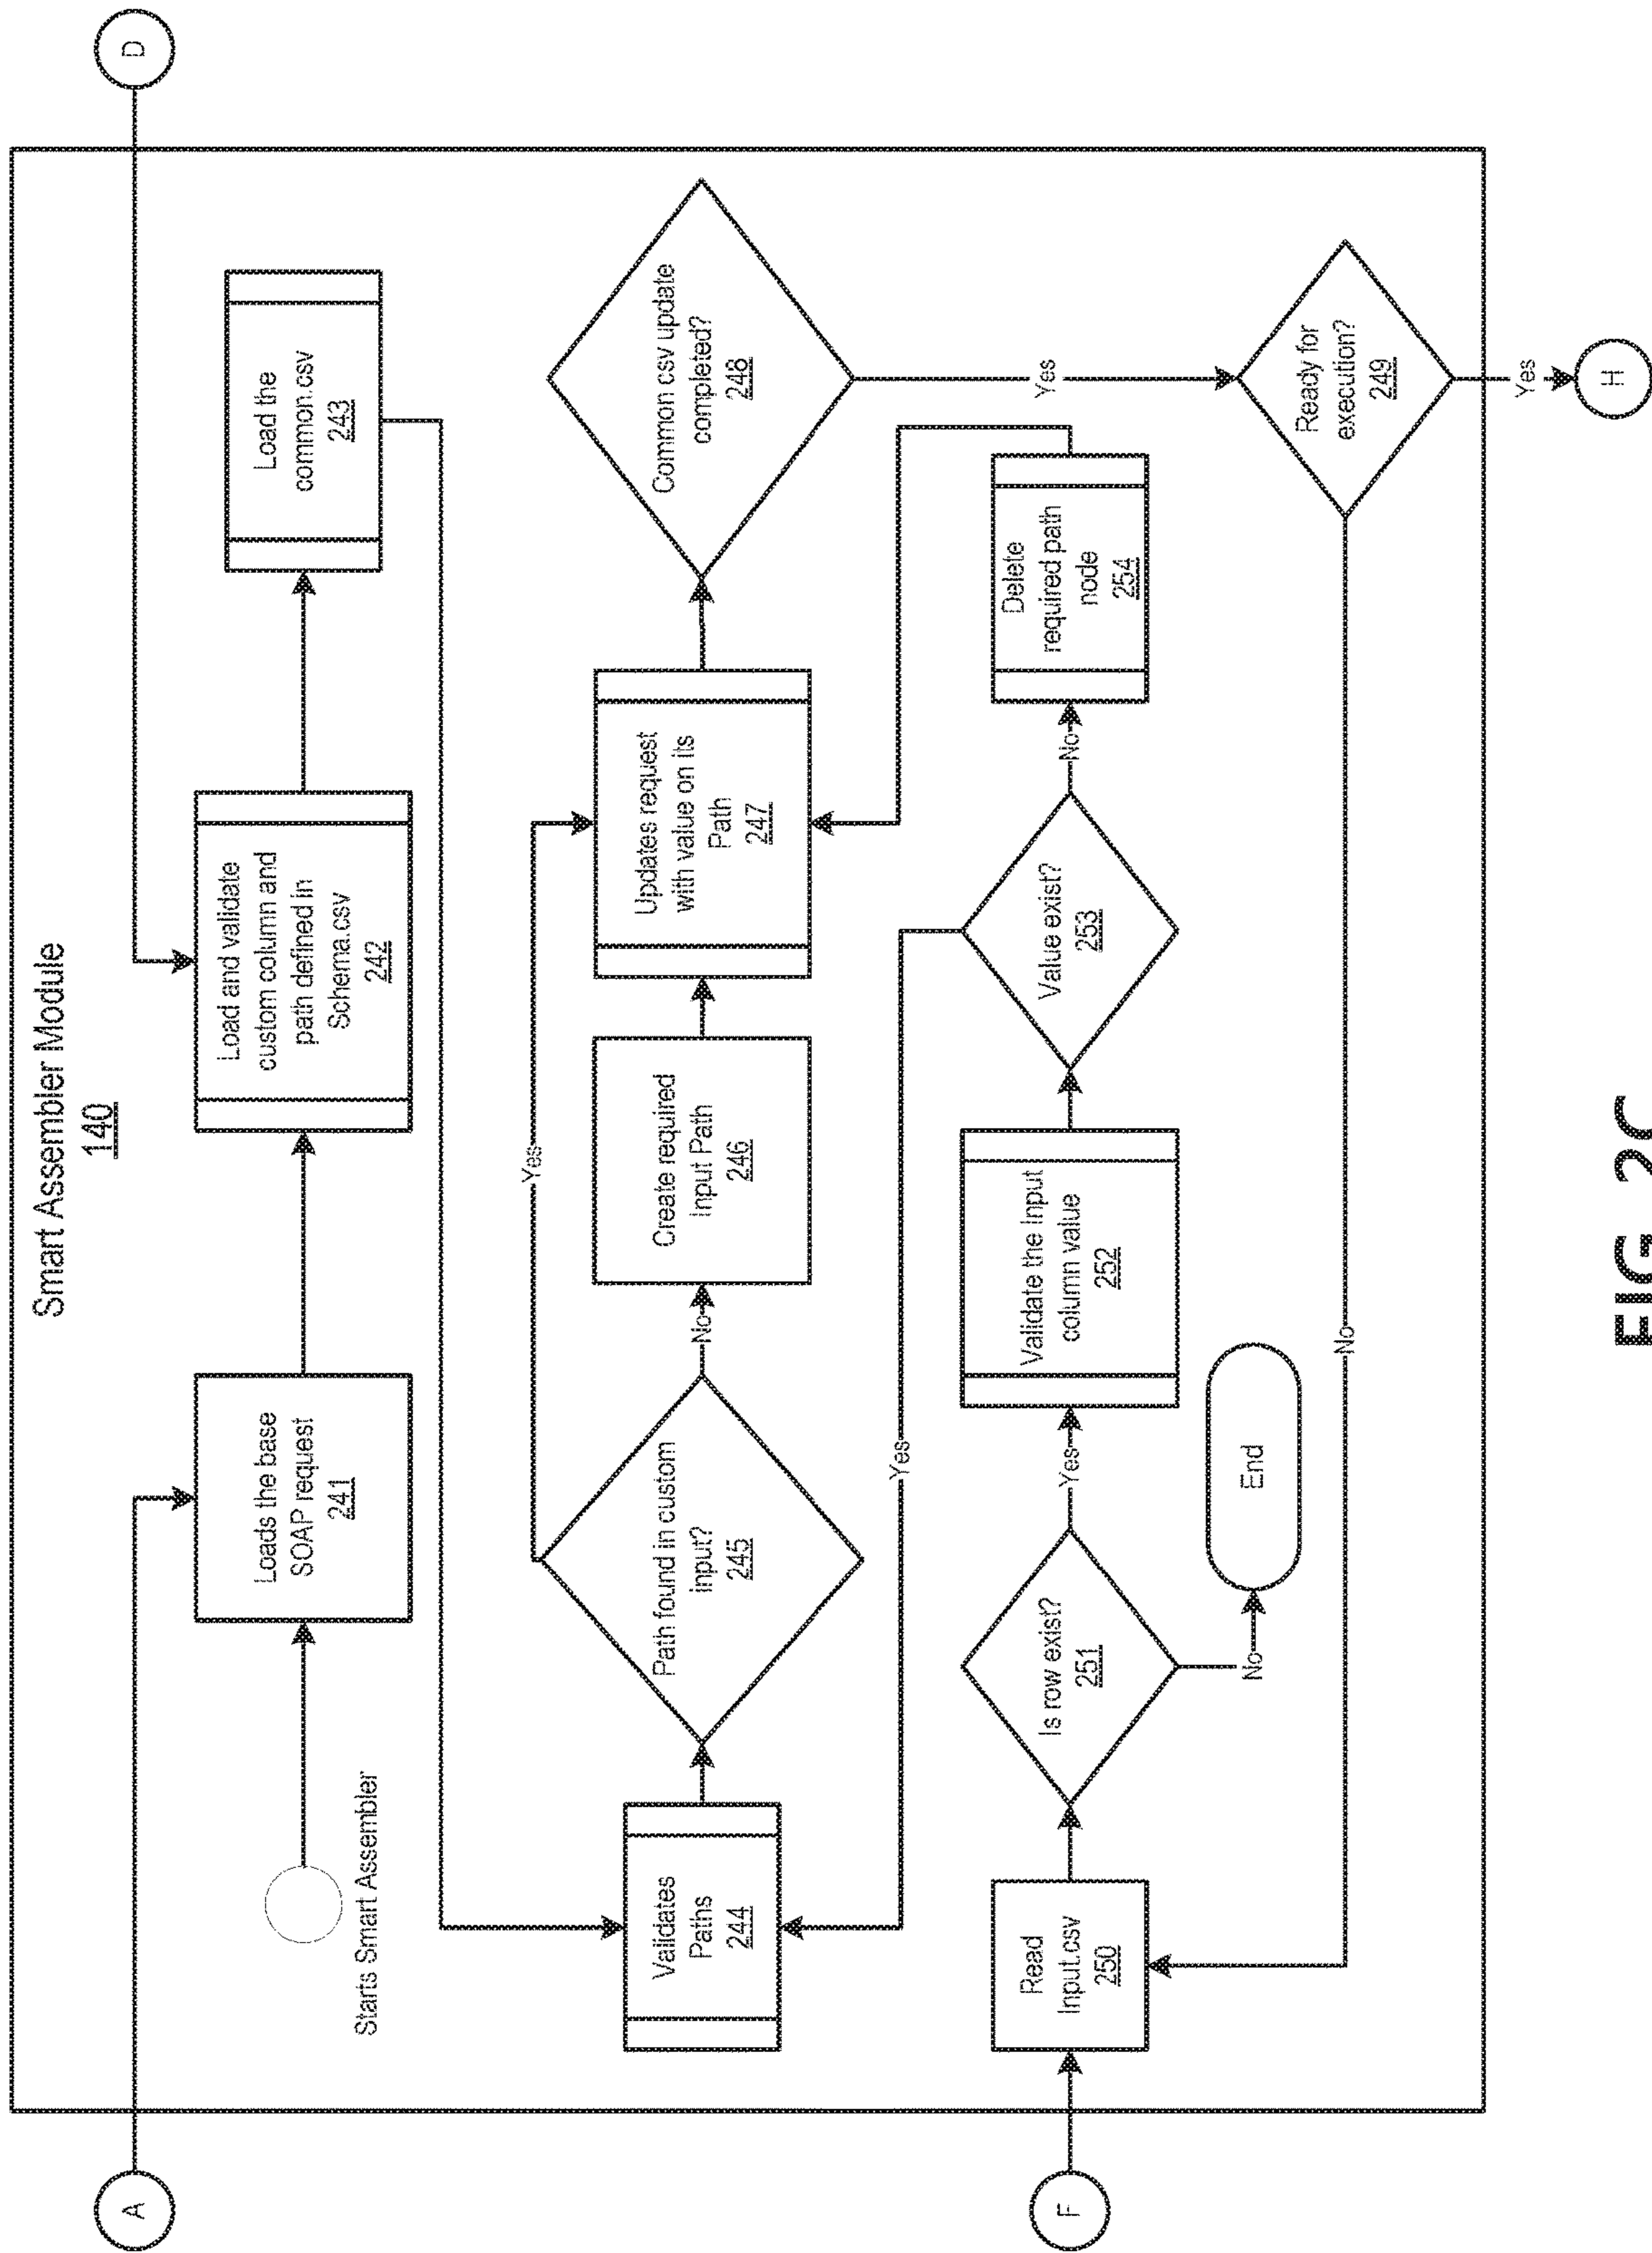 Smart Assembler Module
140
A
D
Starts Smart Assembler
Loads the base
SOAP request
241
Load and validate
custom column and
path defined in
Schema.csv
242
Load the
common.csv
243
Validates
Paths
244
Path found in custom
input?
245
Yes
No
Create required
Input Path
246
Updates request
with value on its
Path
247
Common csv update
completed?
248
Yes
Yes
F
Read
Input.csv
250
Is row exist?
251
Yes
No
End
Validate the Input
column value
252
Value exist?
253
No
Delete
required path
node
254
Ready for
execution?
249
No
Yes
H
FIG. 2C